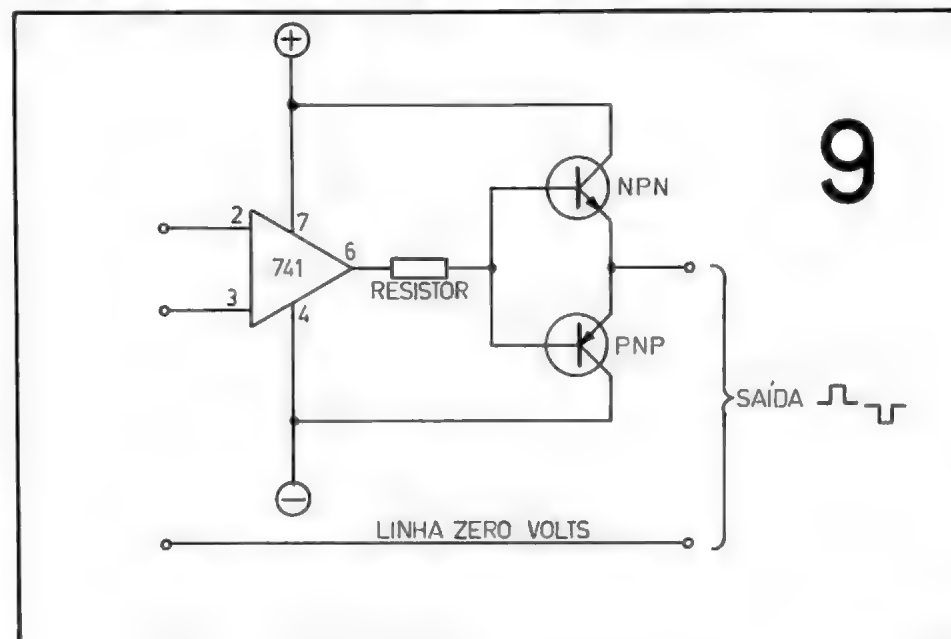 +
9
NPN
2
7
741
6
RESISTOR
3
4
PNP
SAÍDA
−
LINHA ZERO VOLTS